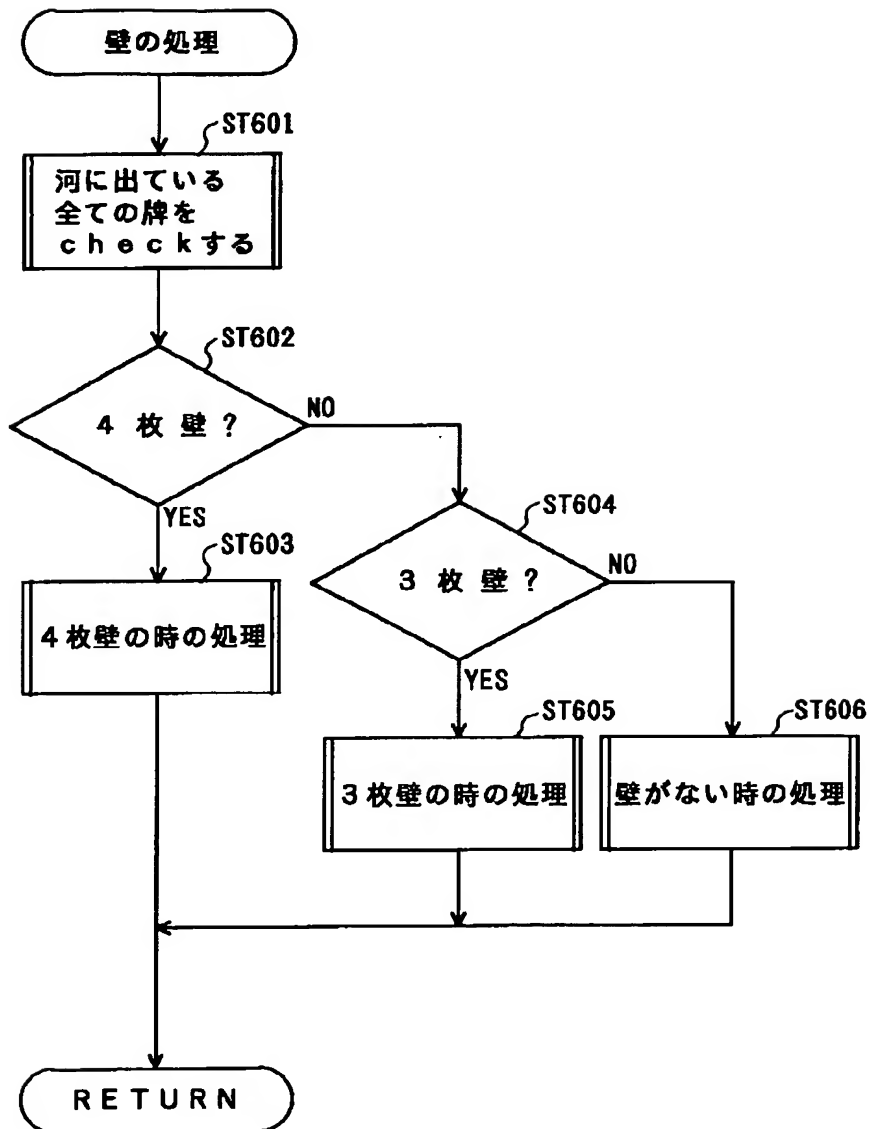 壁の処理
ST601
河に出ている
全ての牌を
checkする
ST602
4枚壁?
NO
YES
ST603
4枚壁の時の処理
ST604
3枚壁?
NO
YES
ST605
3枚壁の時の処理
ST606
壁がない時の処理
RETURN